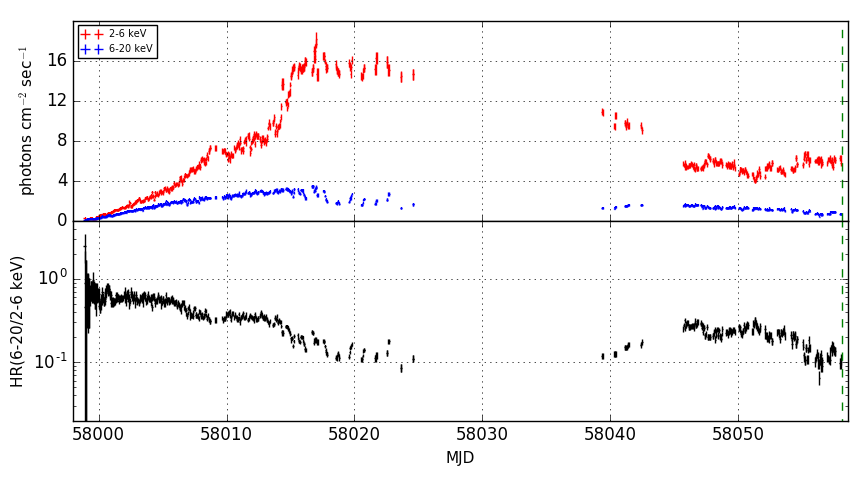 2-6 keV
6-20 keV
photons cm⁻² sec⁻¹
16
12
8
4
0
HR(6-20/2-6 keV)
10⁰
10⁻¹
58000 58010 58020 58030 58040 58050
MJD